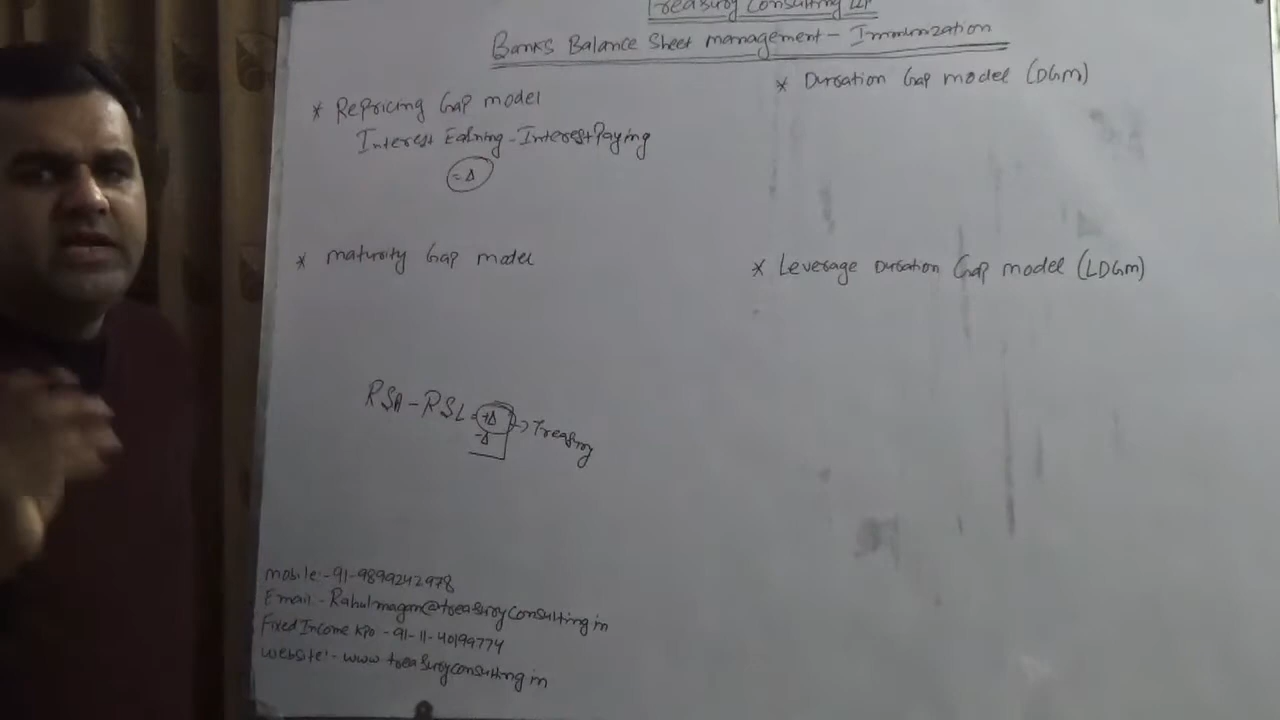 Treasury Consulting LLP
Banks Balance Sheet management - Immunization
* Repricing Gap model
Interest Earning - Interest Paying
= Δ
* Duration Gap model (DGM)
* maturity Gap model
* Leverage Duration Gap model (LDGM)
RSA - RSL = +Δ → Treasury
-Δ
mobile:- 91-9899242978
Email:- Rahulmagan@treasuryconsulting.in
Fixed Income KPO - 91-11-40199774
website:- www.treasuryconsulting.in